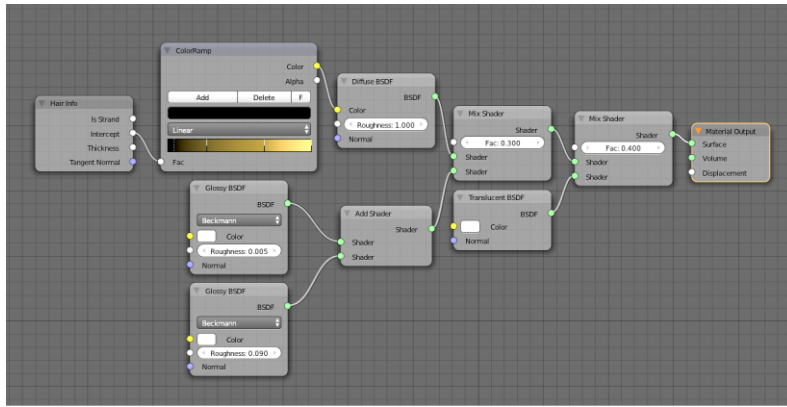 Hair Info
Is Strand
Intercept
Thickness
Tangent Normal
ColorRamp
Color
Alpha
Add Delete F
Linear
Fac
Diffuse BSDF
BSDF
Color
Roughness: 1.000
Normal
Mix Shader
Shader
Fac: 0.300
Shader
Shader
Mix Shader
Shader
Fac: 0.400
Shader
Shader
Material Output
Surface
Volume
Displacement
Glossy BSDF
BSDF
Beckmann
Color
Roughness: 0.005
Normal
Add Shader
Shader
Shader
Shader
Translucent BSDF
BSDF
Color
Normal
Glossy BSDF
BSDF
Beckmann
Color
Roughness: 0.090
Normal